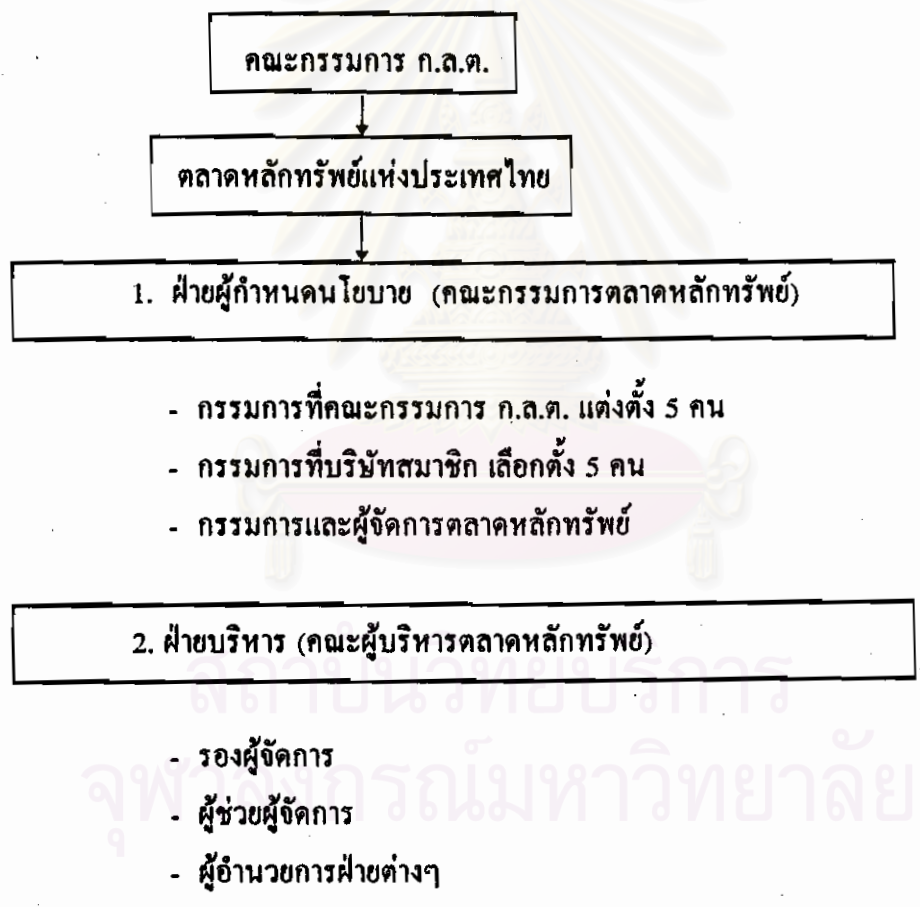 คณะกรรมการ ก.ล.ต.
ตลาดหลักทรัพย์แห่งประเทศไทย
1. ฝ่ายผู้กำหนดนโยบาย (คณะกรรมการตลาดหลักทรัพย์)
- กรรมการที่คณะกรรมการ ก.ล.ต. แต่งตั้ง 5 คน
- กรรมการที่บริษัทสมาชิก เลือกตั้ง 5 คน
- กรรมการและผู้จัดการตลาดหลักทรัพย์
2. ฝ่ายบริหาร (คณะผู้บริหารตลาดหลักทรัพย์)
สถาบันวิทยบริการ
- รองผู้จัดการ
จุฬาลงกรณ์มหาวิทยาลัย
- ผู้ช่วยผู้จัดการ
- ผู้อำนวยการฝ่ายต่างๆ